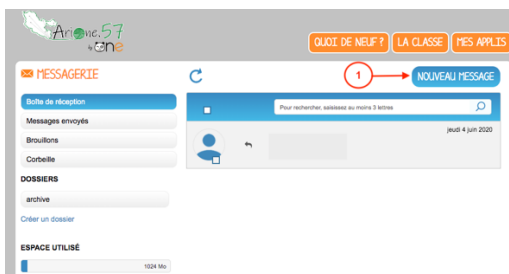 Arione.57
by One
QUOI DE NEUF ?
LA CLASSE
MES APPLIS
MESSAGERIE
1
NOUVEAU MESSAGE
Boîte de réception
Messages envoyés
Brouillons
Corbeille
DOSSIERS
archive
Créer un dossier
ESPACE UTILISÉ
1024 Mo
Pour rechercher, saisissez au moins 3 lettres
jeudi 4 juin 2020